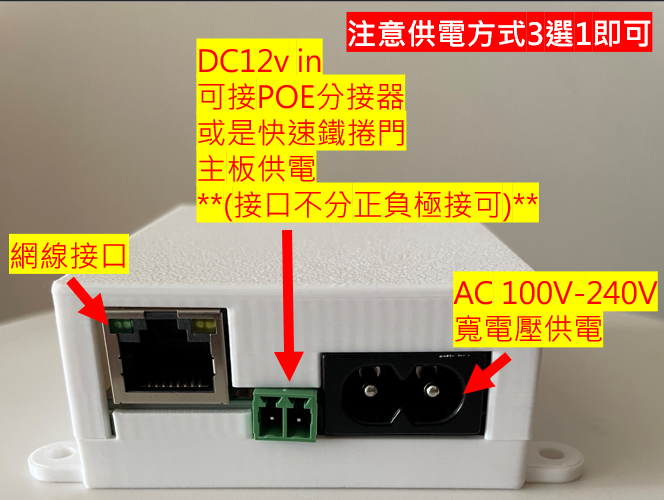 注意供電方式3選1即可
DC12v in
可接POE分接器
或是快速鐵捲門
主板供電
**(接口不分正負極接可)**
網線接口
AC 100V-240V
寬電壓供電